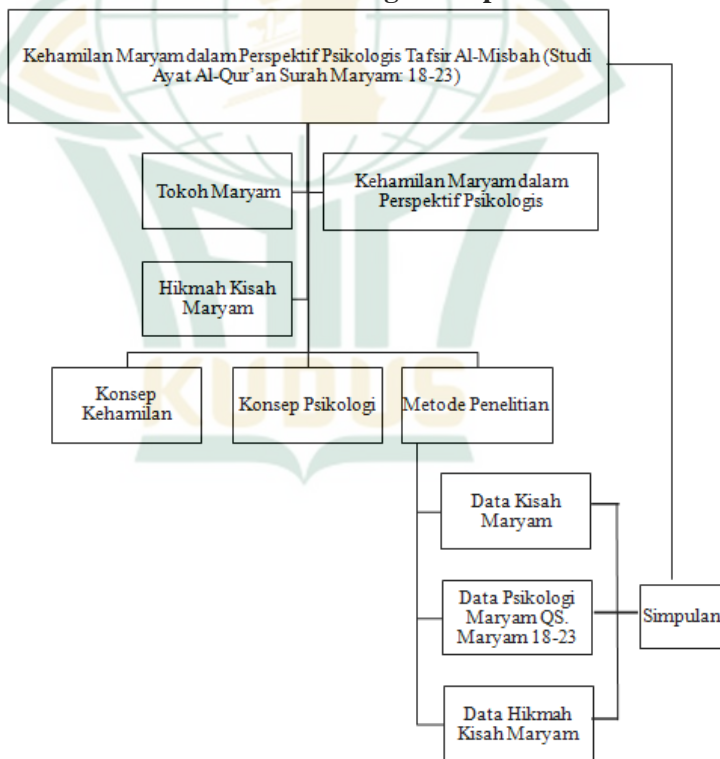 Kehamilan Maryam dalam Perspektif Psikologis Tafsir Al-Misbah (Studi
Ayat Al-Qur'an Surah Maryam: 18-23)
Tokoh Maryam
Kehamilan Maryam dalam
Perspektif Psikologis
Hikmah Kisah
Maryam
Konsep
Kehamilan
Konsep Psikologi
Metode Penelitian
KUDUS
Data Kisah
Maryam
Data Psikologi
Maryam QS.
Maryam 18-23
Simpulan
Data Hikmah
Kisah Maryam